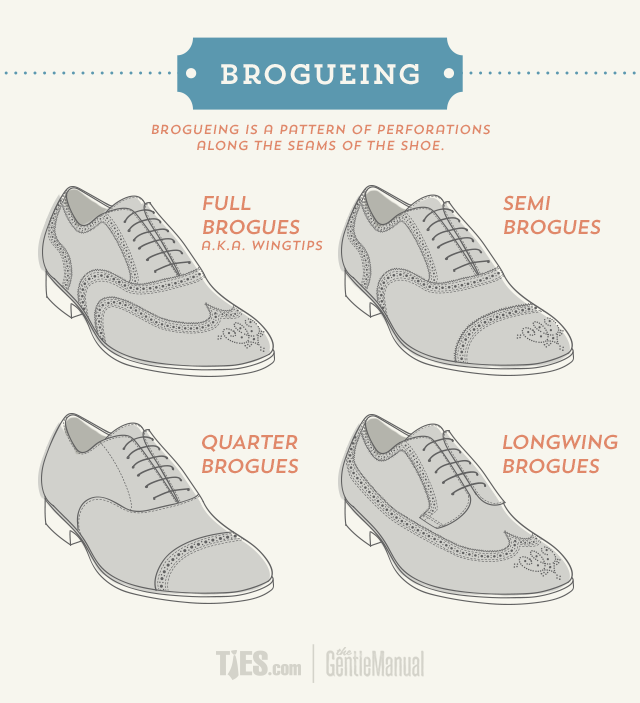 BROGUEING
BROGUEING IS A PATTERN OF PERFORATIONS
ALONG THE SEAMS OF THE SHOE.
FULL
BROGUES
A.K.A. WINGTIPS
SEMI
BROGUES
QUARTER
BROGUES
LONGWING
BROGUES
TIES.com
the
GentleManual